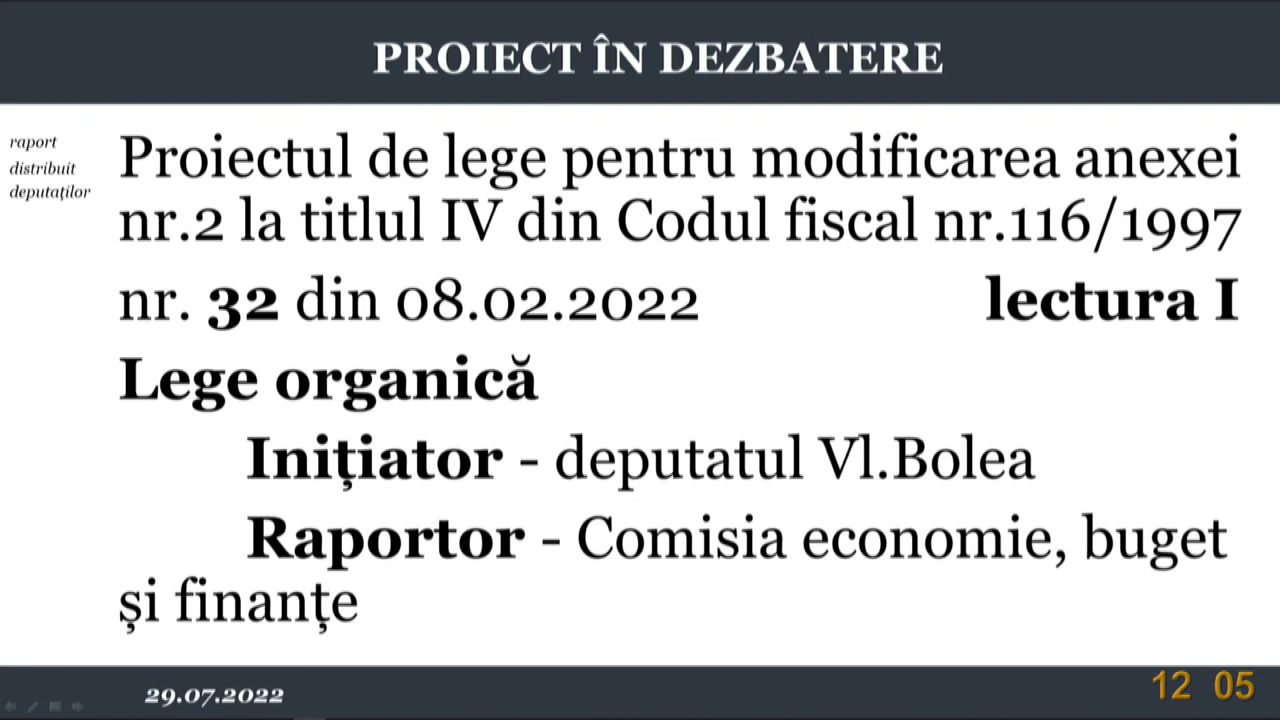 PROIECT ÎN DEZBATERE
raport
distribuit
deputaților
Proiectul de lege pentru modificarea anexei
nr.2 la titlul IV din Codul fiscal nr.116/1997
nr. 32 din 08.02.2022 lectura I
Lege organică
Inițiator - deputatul Vl.Bolea
Raportor - Comisia economie, buget
și finanțe
29.07.2022
12 05